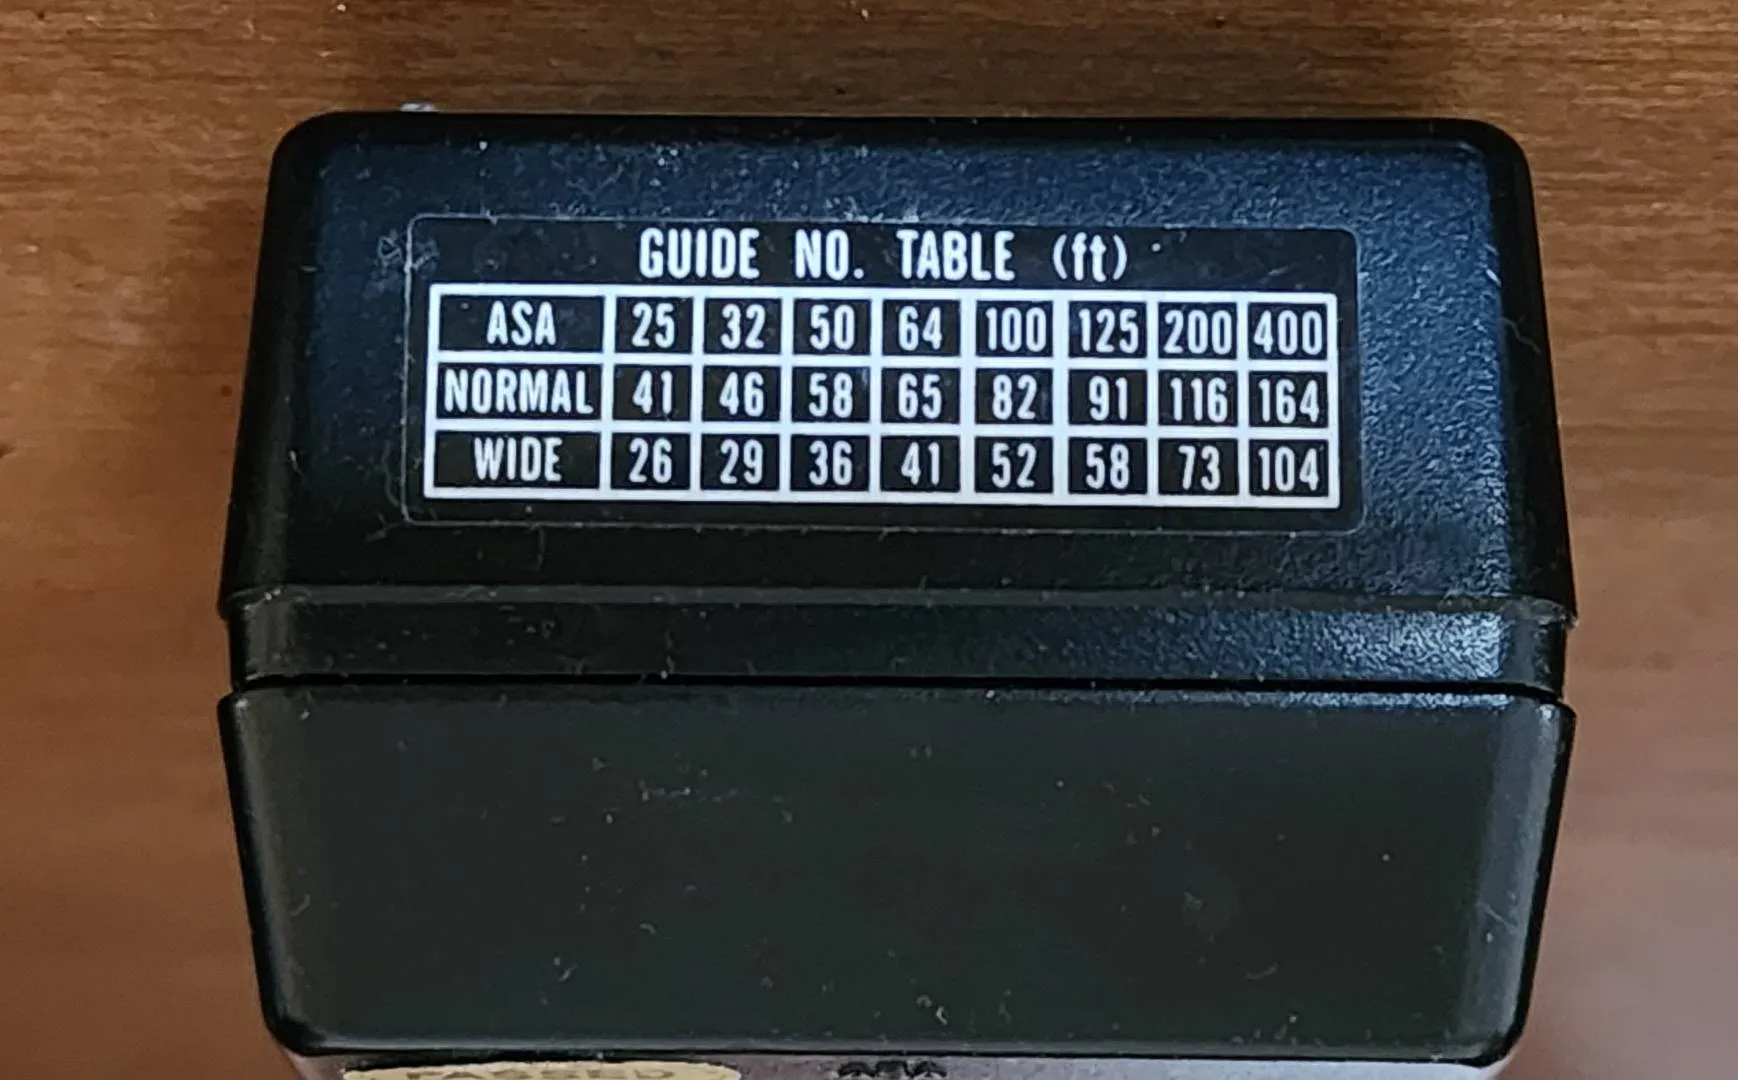 GUIDE NO. TABLE (ft)
ASA 25 32 50 64 100 125 200 400
NORMAL 41 46 58 65 82 91 116 164
WIDE 26 29 36 41 52 58 73 104